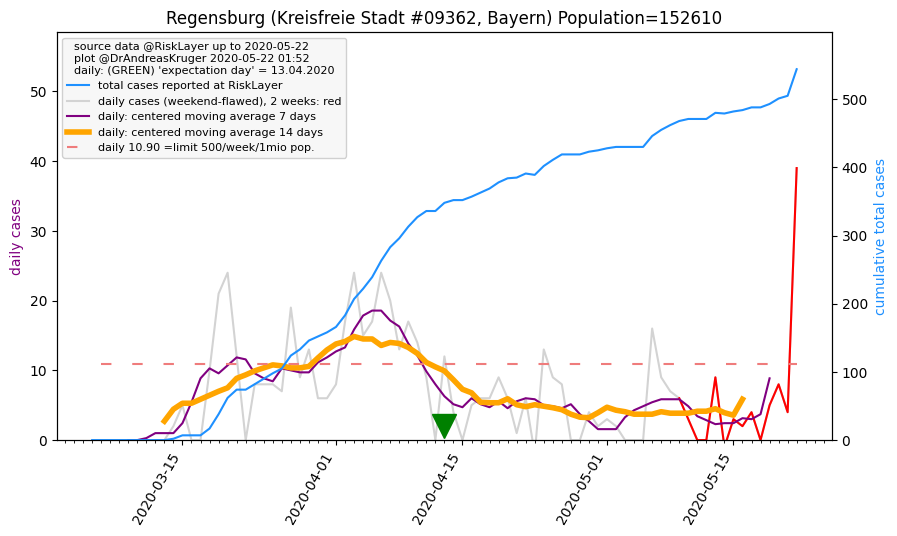 Regensburg (Kreisfreie Stadt #09362, Bayern) Population=152610
source data @RiskLayer up to 2020-05-22
plot @DrAndreasKruger 2020-05-22 01:52
daily: (GREEN) 'expectation day' = 13.04.2020
total cases reported at RiskLayer
daily cases (weekend-flawed), 2 weeks: red
daily: centered moving average 7 days
daily: centered moving average 14 days
daily 10.90 =limit 500/week/1mio pop.
daily cases
50
40
30
20
10
0
cumulative total cases
500
400
300
200
100
0
2020-03-15
2020-04-01
2020-04-15
2020-05-01
2020-05-15